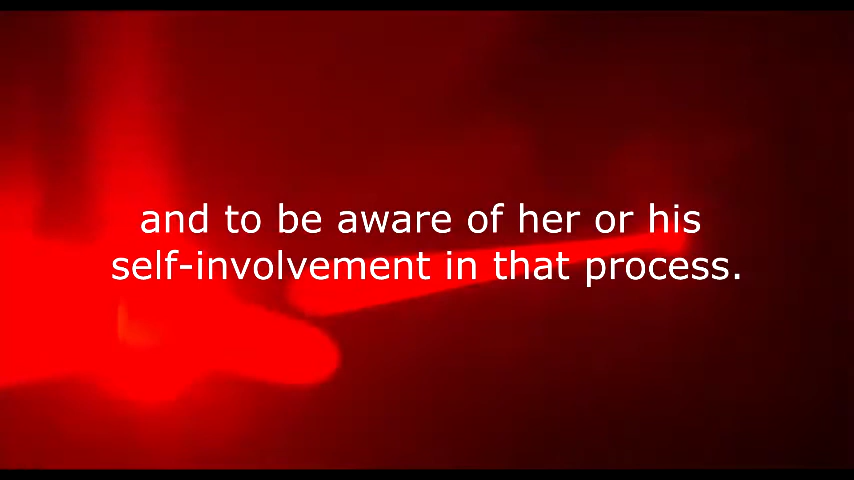 and to be aware of her or his
self-involvement in that process.